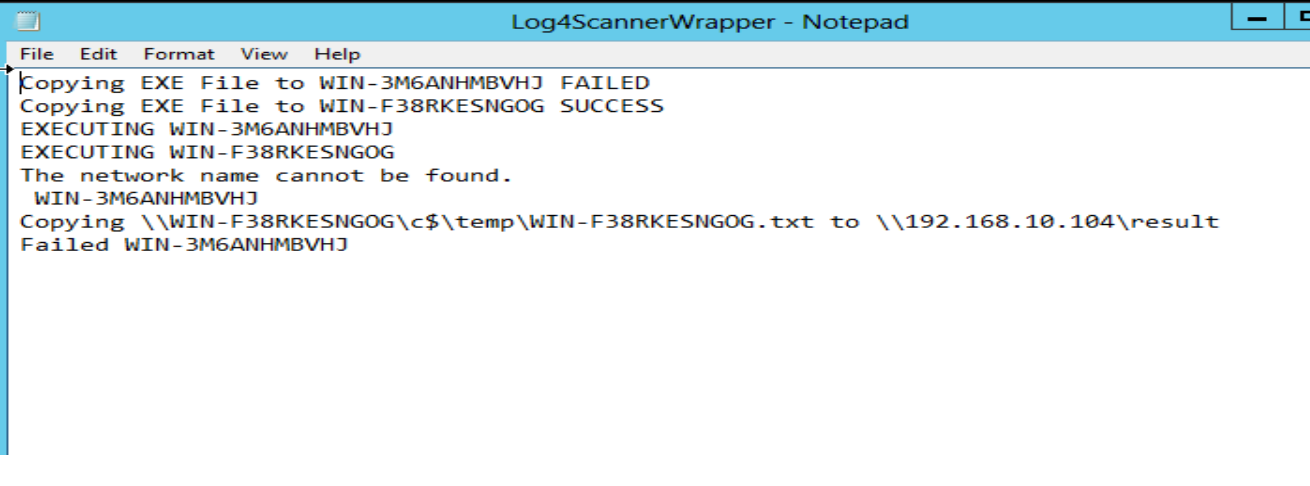 Log4ScannerWrapper - Notepad
File Edit Format View Help
Copying EXE File to WIN-3M6ANHMBVHJ FAILED
Copying EXE File to WIN-F38RKESNGOG SUCCESS
EXECUTING WIN-3M6ANHMBVHJ
EXECUTING WIN-F38RKESNGOG
The network name cannot be found.
 WIN-3M6ANHMBVHJ
Copying \\WIN-F38RKESNGOG\c$\temp\WIN-F38RKESNGOG.txt to \\192.168.10.104\result
Failed WIN-3M6ANHMBVHJ